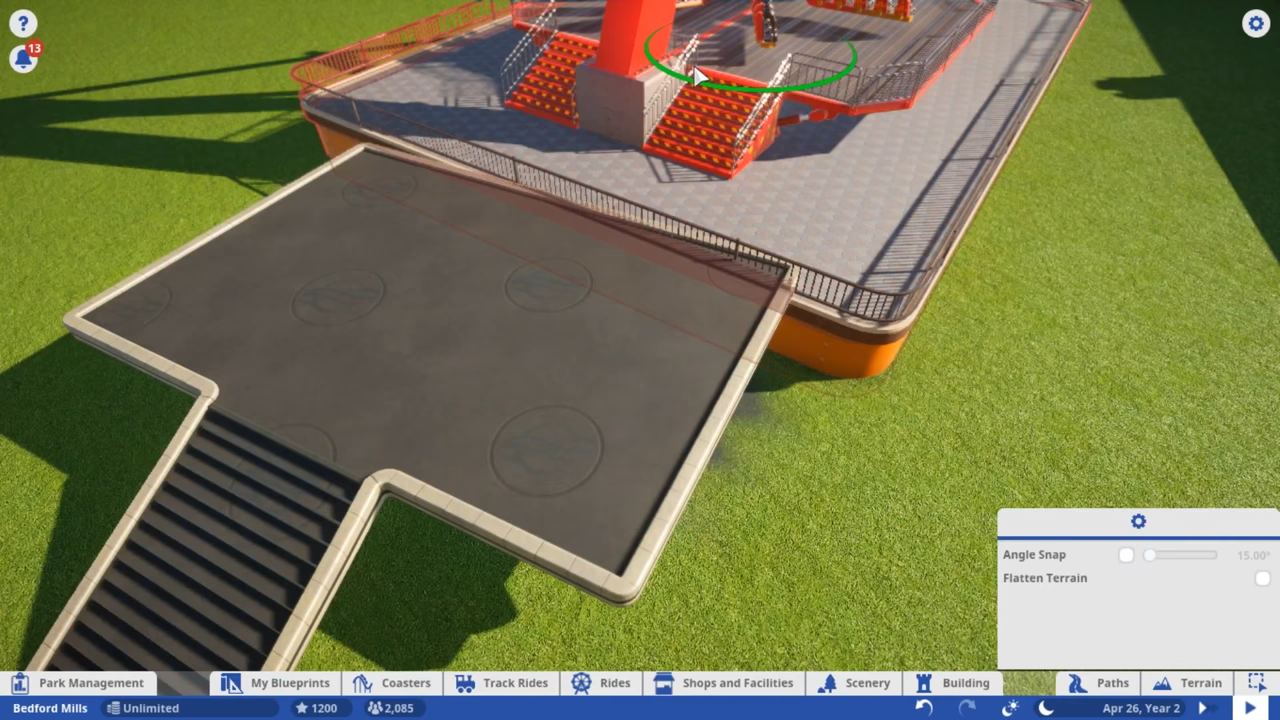 ?
13
Angle Snap 15.00°
Flatten Terrain
Park Management My Blueprints Coasters Track Rides Rides Shops and Facilities Scenery Building Paths Terrain
Bedford Mills Unlimited 1200 2,085 Apr 26, Year 2